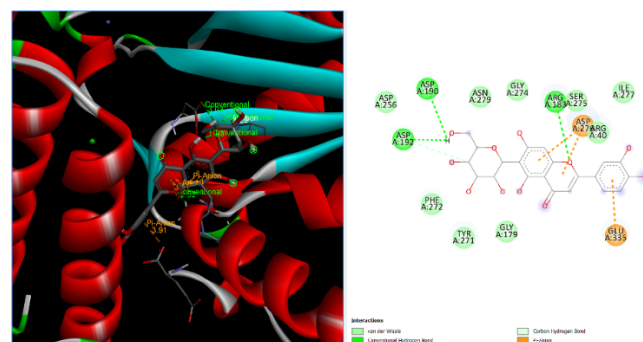 Conventional
Conventional
Pi-Anion
Pi-Anion
3.91
ASP
A:256
ASP
A:190
ASN
A:279
GLY
A:274
ARG
A:183
SER
A:275
ILE
A:277
ASP
ARG
A:40
ASP
A:192
PHE
A:272
TYR
A:271
GLY
A:179
GLU
A:335
H
Interactions
van der Waals
Conventional Hydrogen Bond
Carbon Hydrogen Bond
Pi-Anion